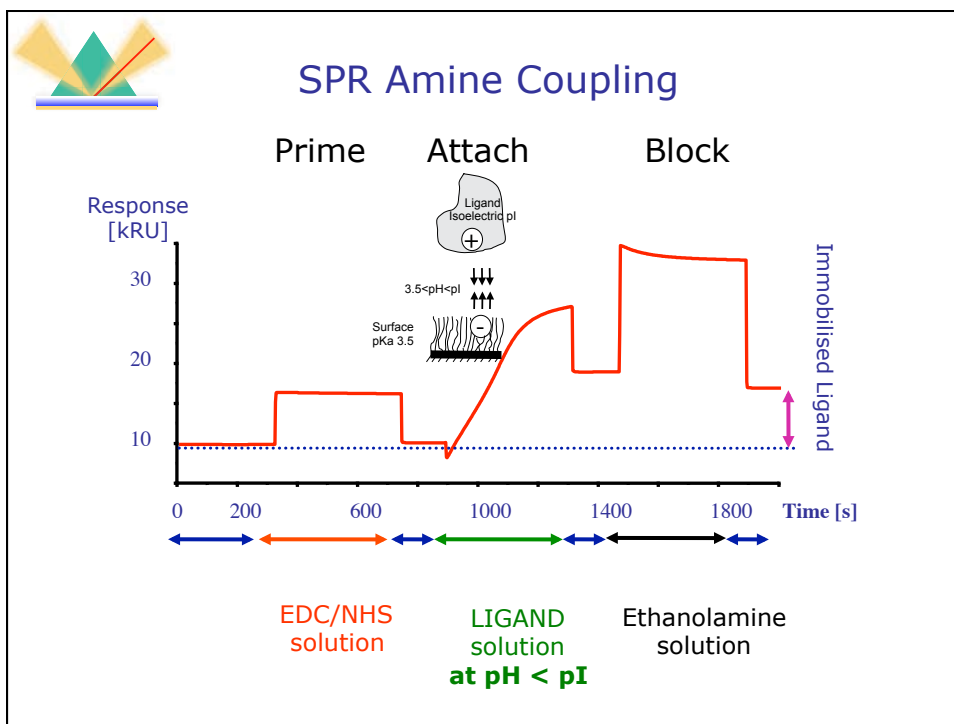 SPR Amine Coupling
Prime Attach Block
Response
[kRU]
Ligand
Isoelectric pI
+
3.5<pH<pI
-
Surface
pKa 3.5
30
20
10
Immobilised Ligand
0 200 600 1000 1400 1800 Time [s]
EDC/NHS
solution
LIGAND
solution
at pH < pI
Ethanolamine
solution